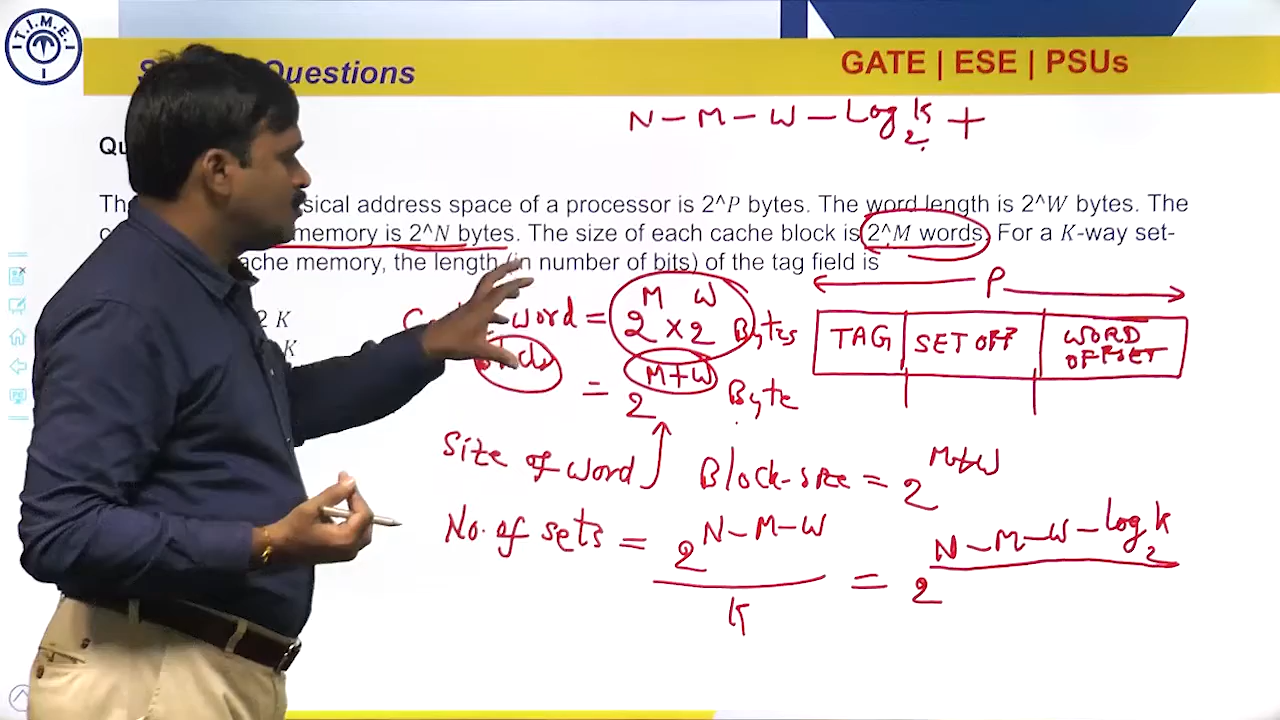 I.T.I.M.E.I
Questions
GATE | ESE | PSUs
N - M - W - log₂ k +
sical address space of a processor is 2^P bytes. The word length is 2^W bytes. The
memory is 2^N bytes. The size of each cache block is 2^M words. For a K-way set-
ache memory, the length (in number of bits) of the tag field is
P
2 K
K
word = 2^M × 2^W Bytes
TAG SET OFF WORD OFFSET
= 2^M+W Byte
Size of word
Block-size = 2^M+W
No. of sets = 2^N-M-W / k = 2^N-M-W-log₂ k